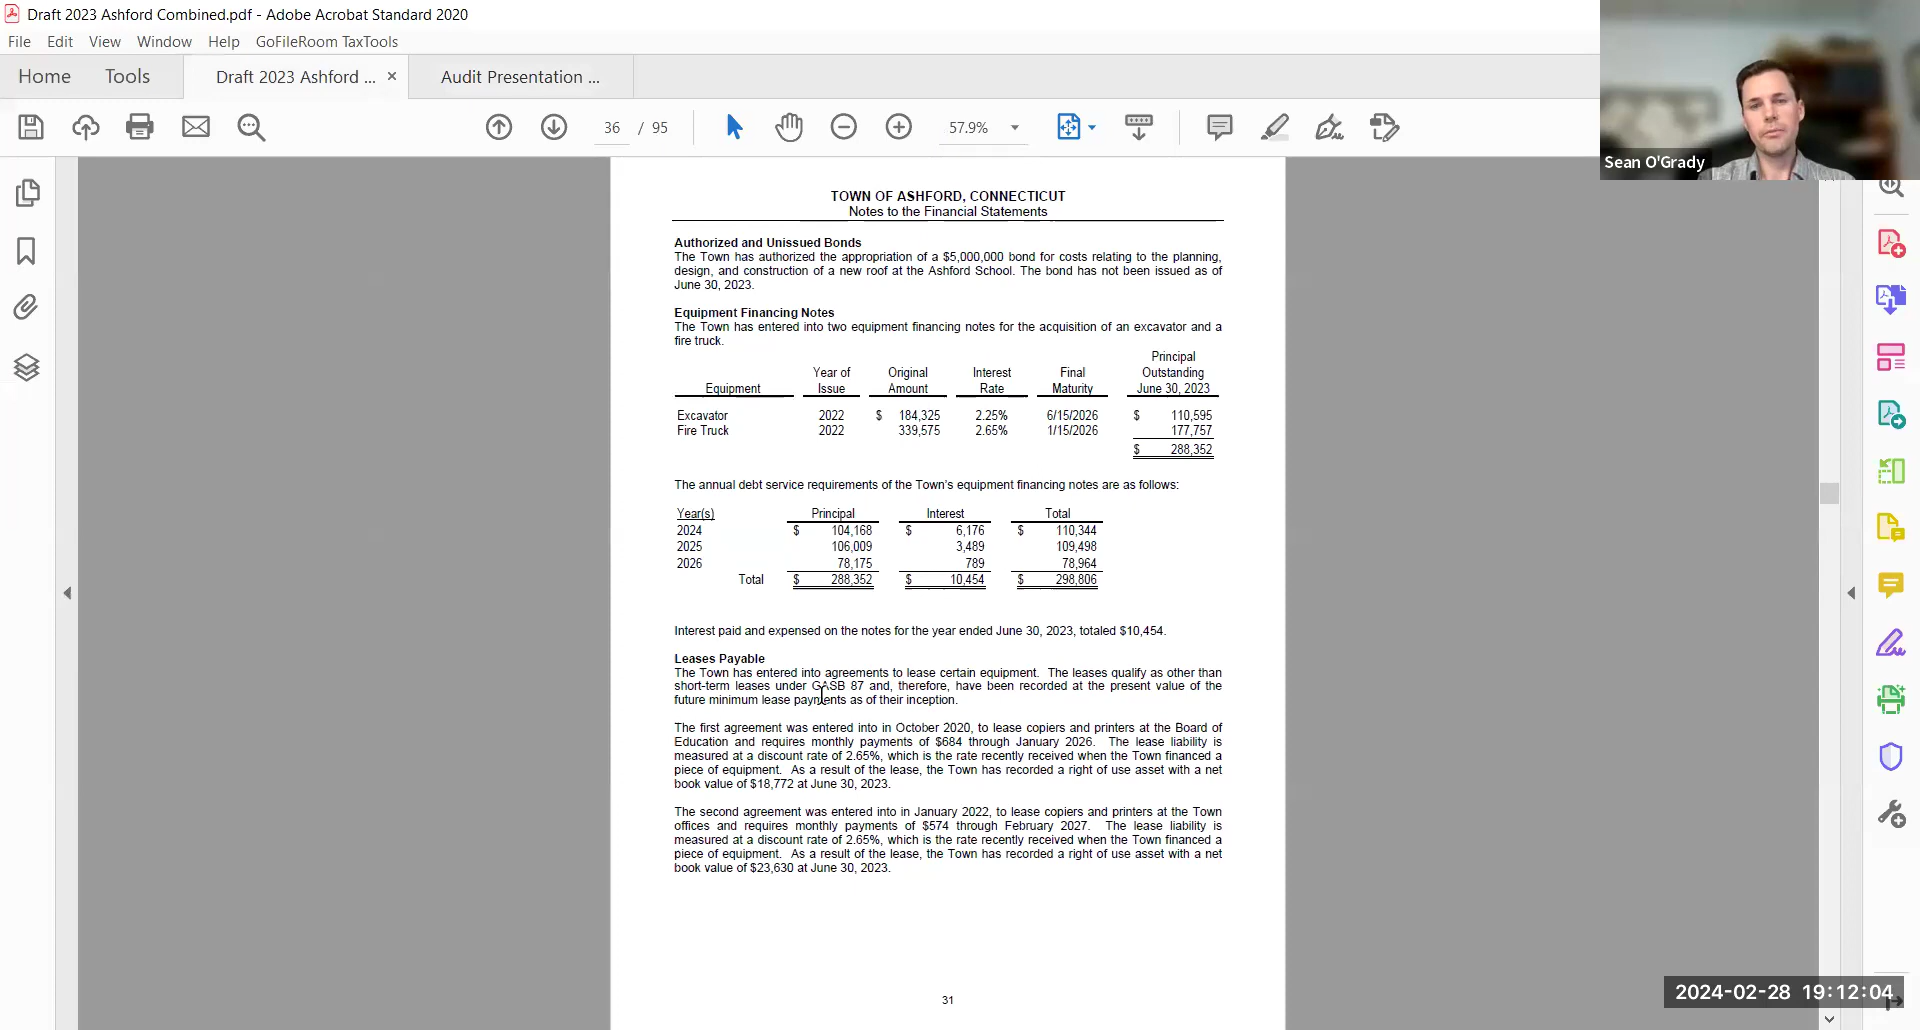 Draft 2023 Ashford Combined.pdf - Adobe Acrobat Standard 2020
File Edit View Window Help GoFileRoom TaxTools
Home Tools Draft 2023 Ashford ... × Audit Presentation ...
36 / 95 57.9%
Sean O'Grady
TOWN OF ASHFORD, CONNECTICUT
Notes to the Financial Statements
Authorized and Unissued Bonds
The Town has authorized the appropriation of a $5,000,000 bond for costs relating to the planning,
design, and construction of a new roof at the Ashford School. The bond has not been issued as of
June 30, 2023.
Equipment Financing Notes
The Town has entered into two equipment financing notes for the acquisition of an excavator and a
fire truck.
Principal
Year of Original Interest Final Outstanding
Equipment Issue Amount Rate Maturity June 30, 2023
Excavator 2022 $ 184,325 2.25% 6/15/2026 $ 110,595
Fire Truck 2022 339,575 2.65% 1/15/2026 177,757
$ 288,352
The annual debt service requirements of the Town's equipment financing notes are as follows:
Year(s) Principal Interest Total
2024 $ 104,168 $ 6,176 $ 110,344
2025 106,009 3,489 109,498
2026 78,175 789 78,964
Total $ 288,352 $ 10,454 $ 298,806
Interest paid and expensed on the notes for the year ended June 30, 2023, totaled $10,454.
Leases Payable
The Town has entered into agreements to lease certain equipment. The leases qualify as other than
short-term leases under GASB 87 and, therefore, have been recorded at the present value of the
future minimum lease payments as of their inception.
The first agreement was entered into in October 2020, to lease copiers and printers at the Board of
Education and requires monthly payments of $684 through January 2026. The lease liability is
measured at a discount rate of 2.65%, which is the rate recently received when the Town financed a
piece of equipment. As a result of the lease, the Town has recorded a right of use asset with a net
book value of $18,772 at June 30, 2023.
The second agreement was entered into in January 2022, to lease copiers and printers at the Town
offices and requires monthly payments of $574 through February 2027. The lease liability is
measured at a discount rate of 2.65%, which is the rate recently received when the Town financed a
piece of equipment. As a result of the lease, the Town has recorded a right of use asset with a net
book value of $23,630 at June 30, 2023.
31
2024-02-28 19:12:04